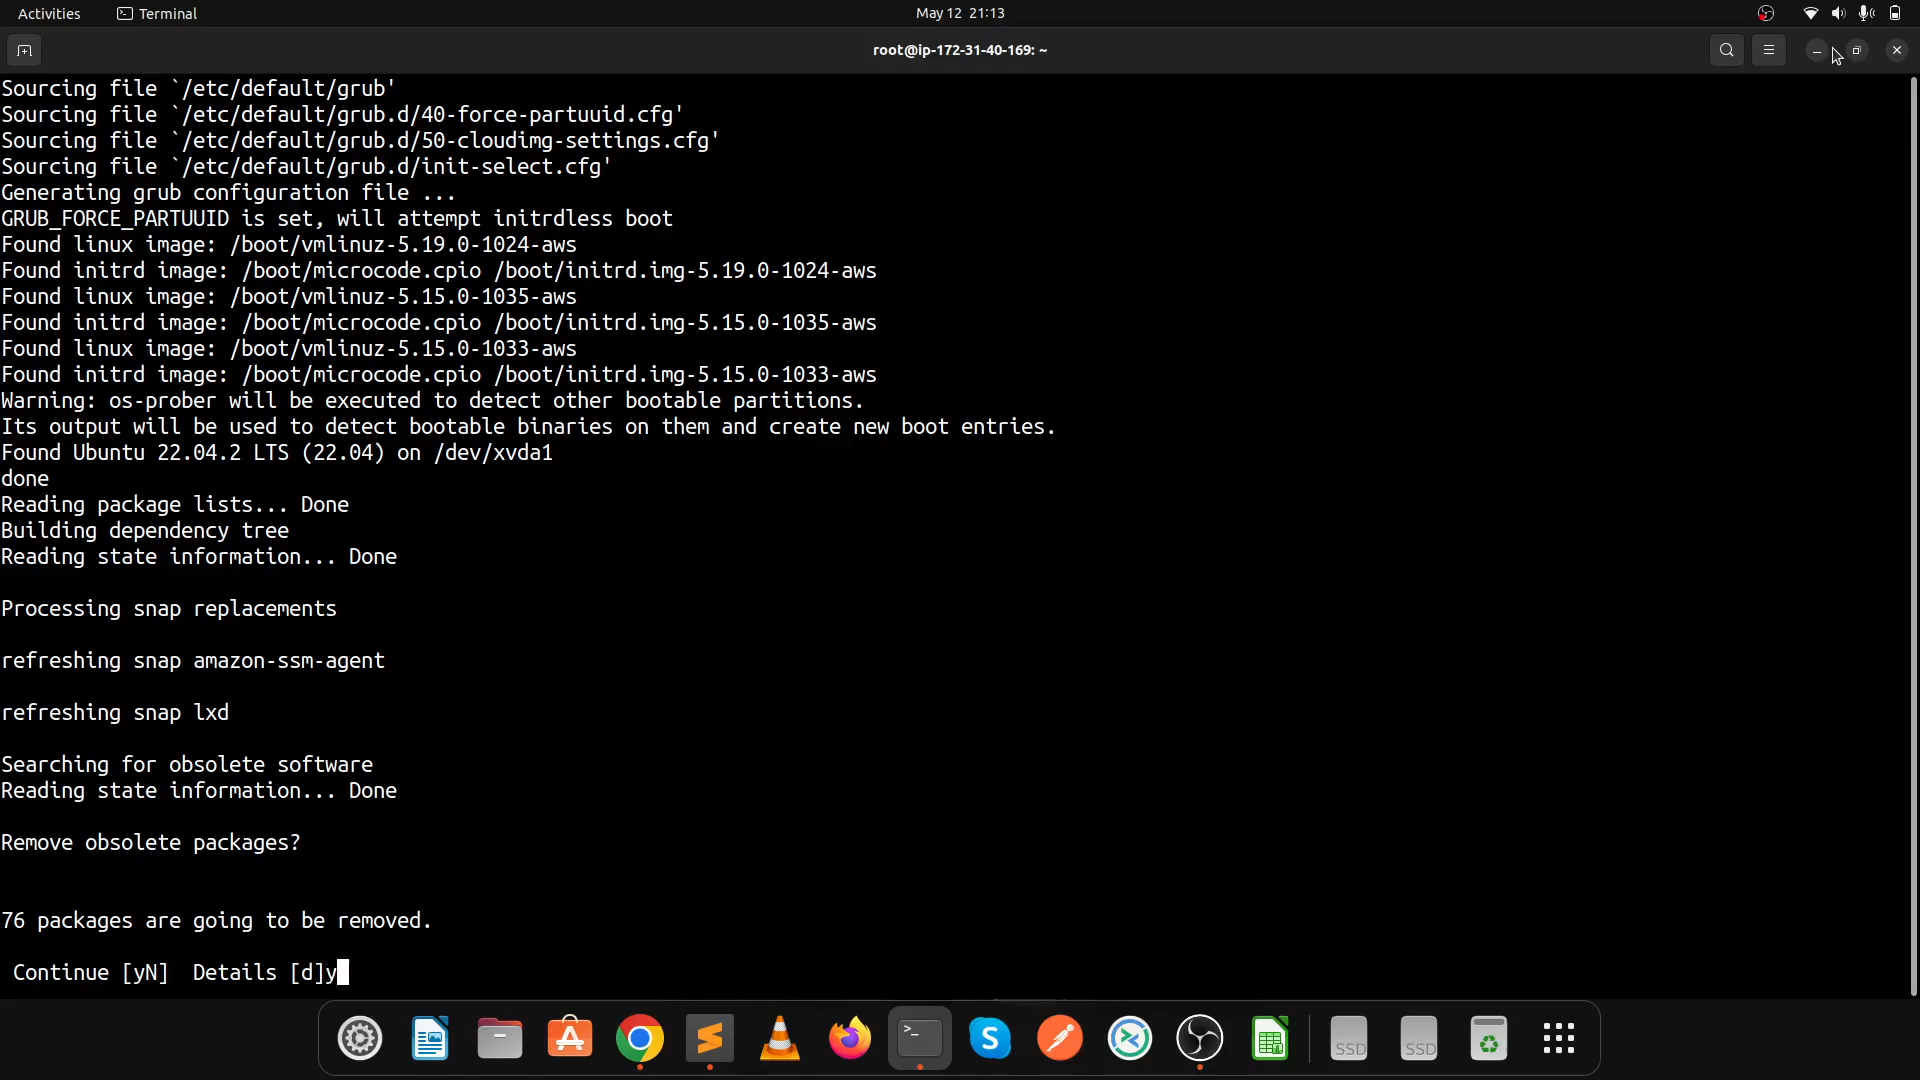 Activities
Terminal
May 12 21:13
root@ip-172-31-40-169: ~
Sourcing file `/etc/default/grub'
Sourcing file `/etc/default/grub.d/40-force-partuuid.cfg'
Sourcing file `/etc/default/grub.d/50-cloudimg-settings.cfg'
Sourcing file `/etc/default/grub.d/init-select.cfg'
Generating grub configuration file ...
GRUB_FORCE_PARTUUID is set, will attempt initrdless boot
Found linux image: /boot/vmlinuz-5.19.0-1024-aws
Found initrd image: /boot/microcode.cpio /boot/initrd.img-5.19.0-1024-aws
Found linux image: /boot/vmlinuz-5.15.0-1035-aws
Found initrd image: /boot/microcode.cpio /boot/initrd.img-5.15.0-1035-aws
Found linux image: /boot/vmlinuz-5.15.0-1033-aws
Found initrd image: /boot/microcode.cpio /boot/initrd.img-5.15.0-1033-aws
Warning: os-prober will be executed to detect other bootable partitions.
Its output will be used to detect bootable binaries on them and create new boot entries.
Found Ubuntu 22.04.2 LTS (22.04) on /dev/xvda1
done
Reading package lists... Done
Building dependency tree
Reading state information... Done
Processing snap replacements
refreshing snap amazon-ssm-agent
refreshing snap lxd
Searching for obsolete software
Reading state information... Done
Remove obsolete packages?
76 packages are going to be removed.
Continue [yN]  Details [d]y
>_
S
SSD
SSD